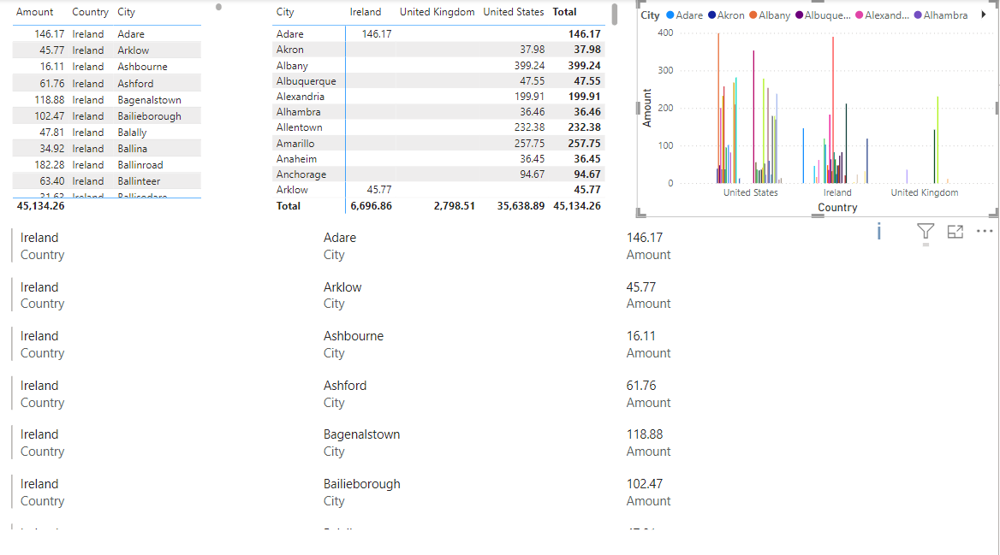 Amount Country City
146.17 Ireland Adare
45.77 Ireland Arklow
16.11 Ireland Ashbourne
61.76 Ireland Ashford
118.88 Ireland Bagenalstown
102.47 Ireland Bailieborough
47.81 Ireland Balally
34.92 Ireland Ballina
182.28 Ireland Ballinroad
63.40 Ireland Ballinteer
31.63 Ireland Ballisodare
45,134.26
City Ireland United Kingdom United States Total
Adare 146.17 146.17
Akron 37.98 37.98
Albany 399.24 399.24
Albuquerque 47.55 47.55
Alexandria 199.91 199.91
Alhambra 36.46 36.46
Allentown 232.38 232.38
Amarillo 257.75 257.75
Anaheim 36.45 36.45
Anchorage 94.67 94.67
Arklow 45.77 45.77
Total 6,696.86 2,798.51 35,638.89 45,134.26
City Adare Akron Albany Albuque... Alexand... Alhambra
400
300
200
100
0
Amount
United States Ireland United Kingdom
Country
Ireland Adare 146.17
Country City Amount
Ireland Arklow 45.77
Country City Amount
Ireland Ashbourne 16.11
Country City Amount
Ireland Ashford 61.76
Country City Amount
Ireland Bagenalstown 118.88
Country City Amount
Ireland Bailieborough 102.47
Country City Amount